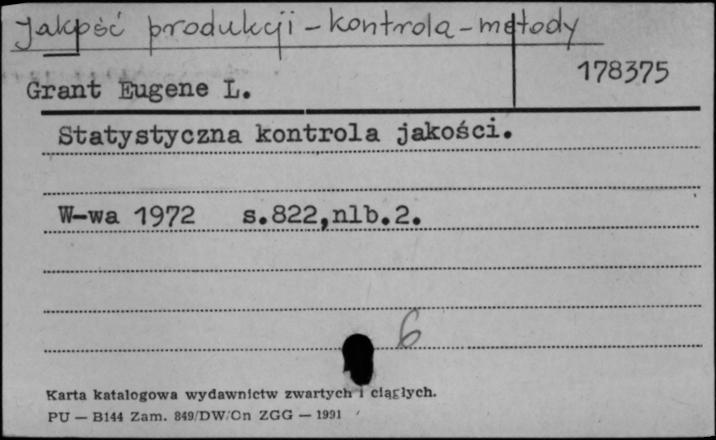 Jakość produkcji - kontrola - metody
178375
Grant Eugene L.
Statystyczna kontrola jakości.
W-wa 1972 s.822,nlb.2.
6
Karta katalogowa wydawnictw zwartych i ciągłych.
PU — B144 Zam. 849/DW/Cn ZGG — 1991